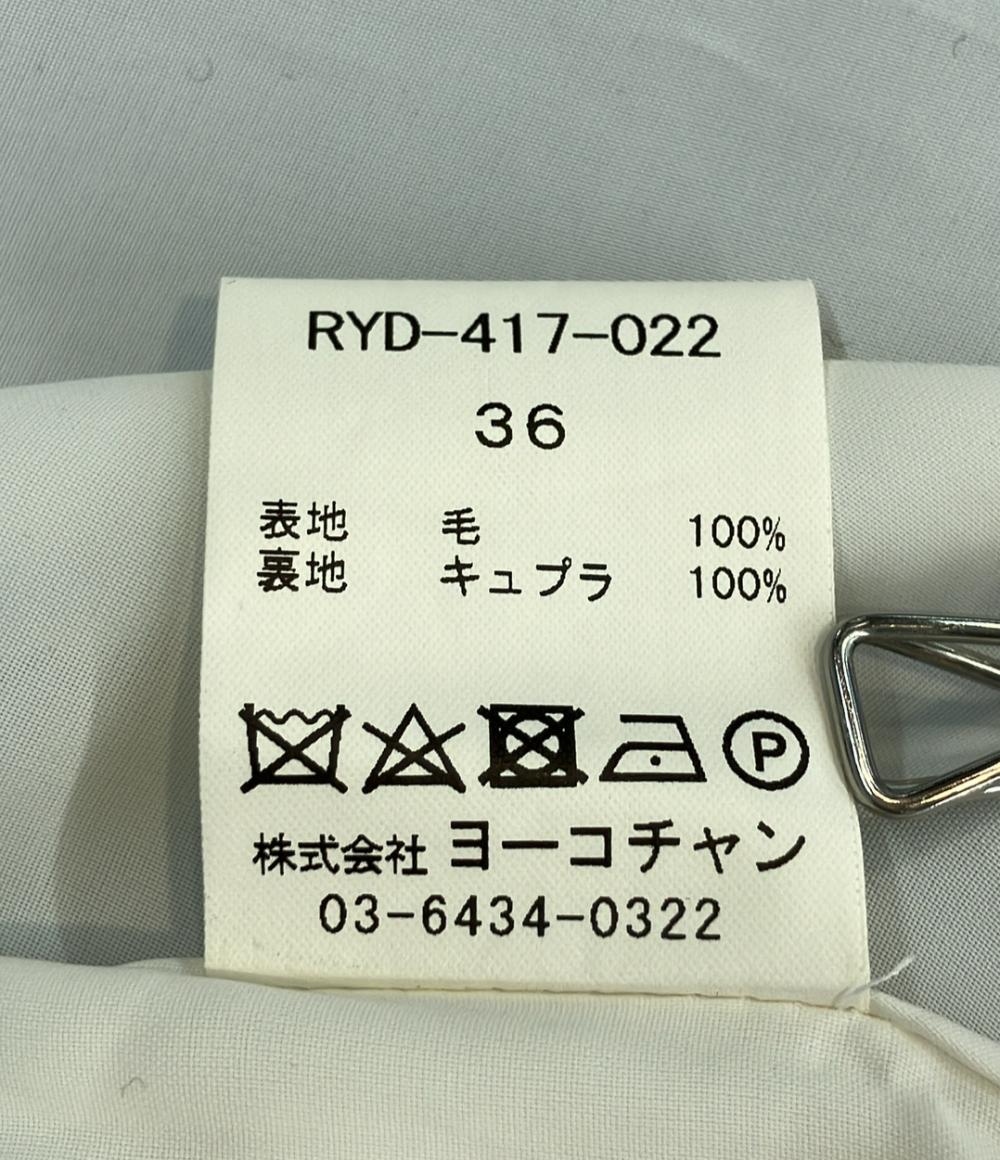 RYD-417-022
36
表地 毛 100%
裏地 キュプラ 100%
P
株式会社 ヨーコチャン
03-6434-0322